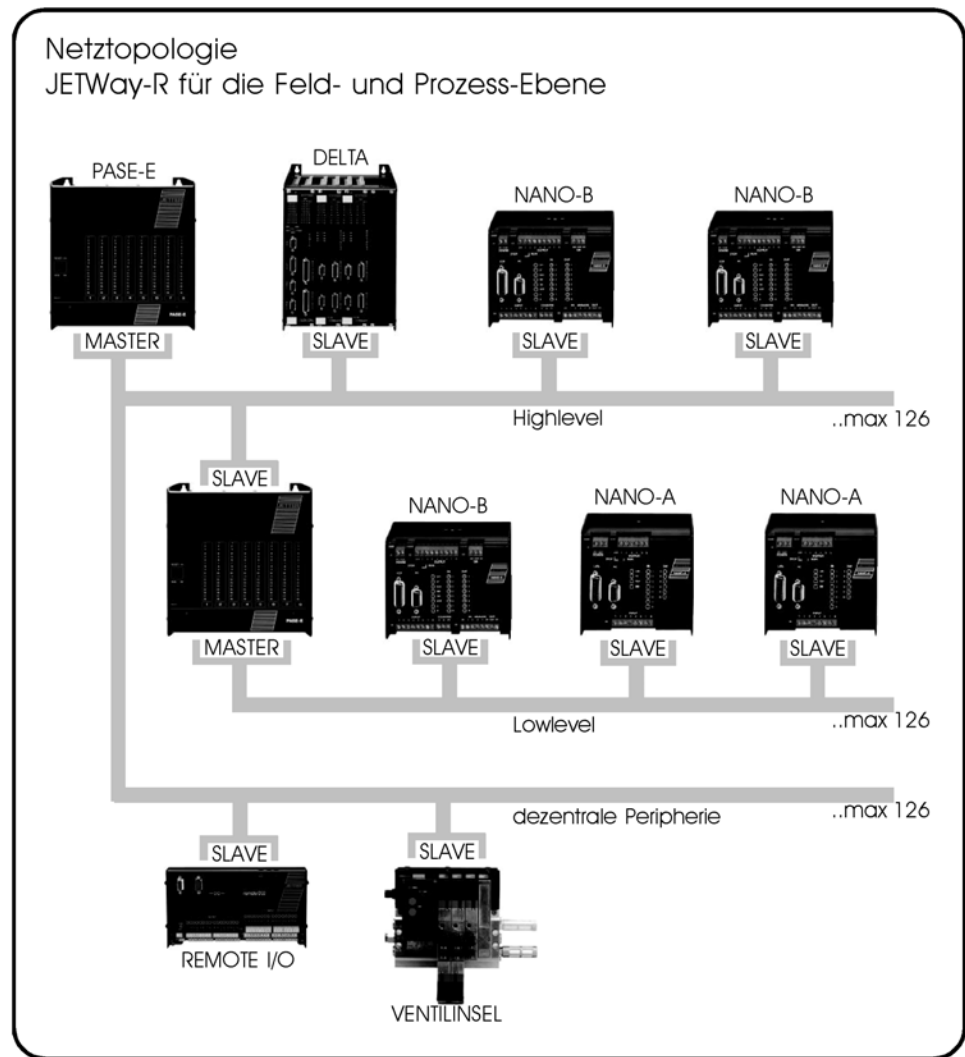 Netztopologie
JETWay-R für die Feld- und Prozess-Ebene
PASE-E
DELTA
NANO-B
NANO-B
MASTER
SLAVE
SLAVE
SLAVE
Highlevel
..max 126
SLAVE
NANO-B
NANO-A
NANO-A
MASTER
SLAVE
SLAVE
SLAVE
Lowlevel
..max 126
dezentrale Peripherie
..max 126
SLAVE
SLAVE
REMOTE I/O
VENTILINSEL